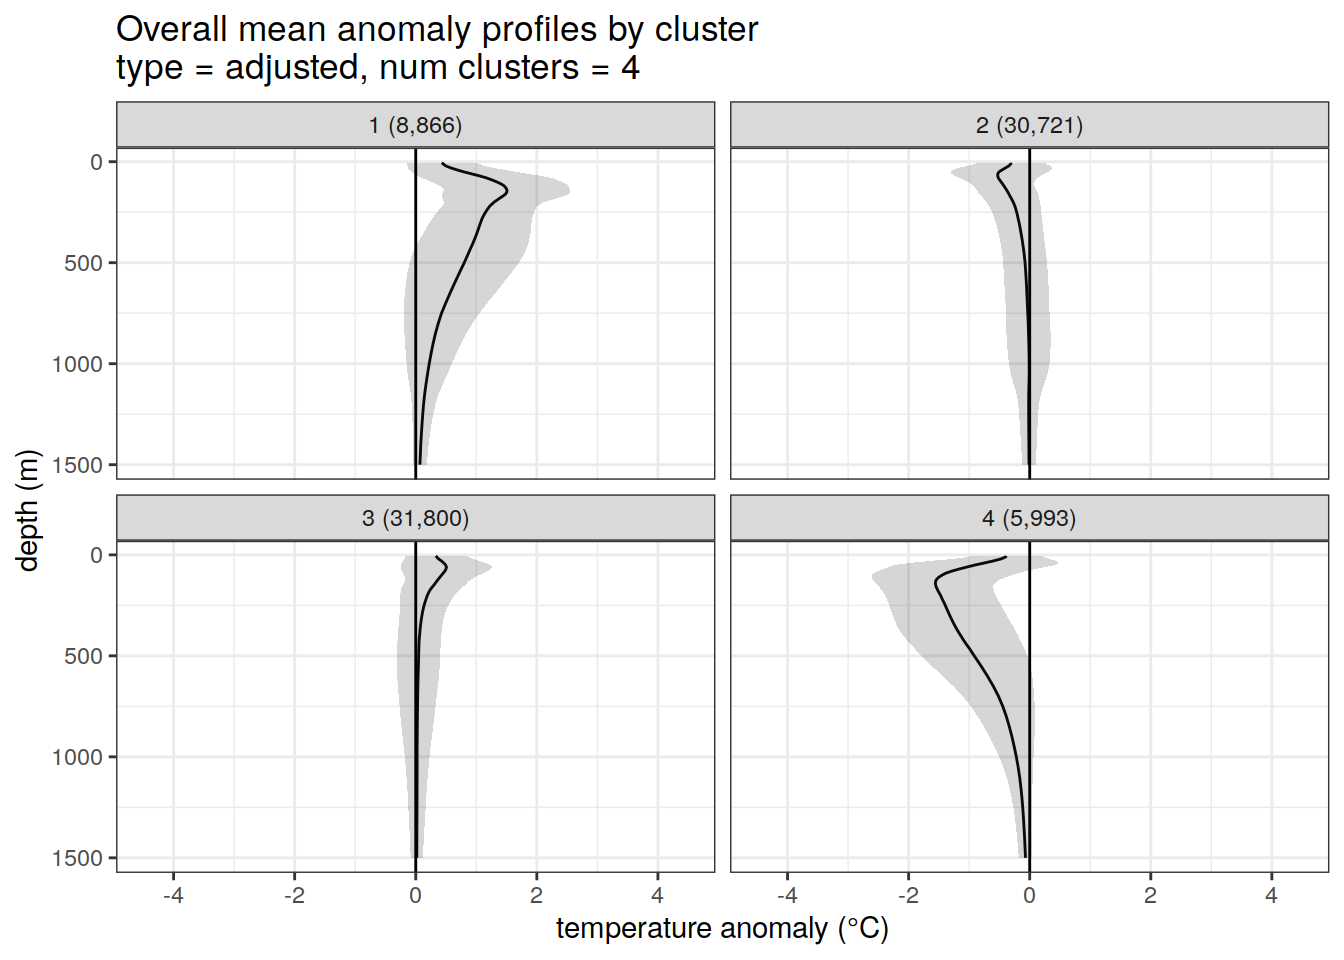 Overall mean anomaly profiles by cluster
type = adjusted, num clusters = 4
1 (8,866)
2 (30,721)
0
500
1000
1500
depth (m)
3 (31,800)
4 (5,993)
0
500
1000
1500
-4 -2 0 2 4
-4 -2 0 2 4
temperature anomaly (°C)